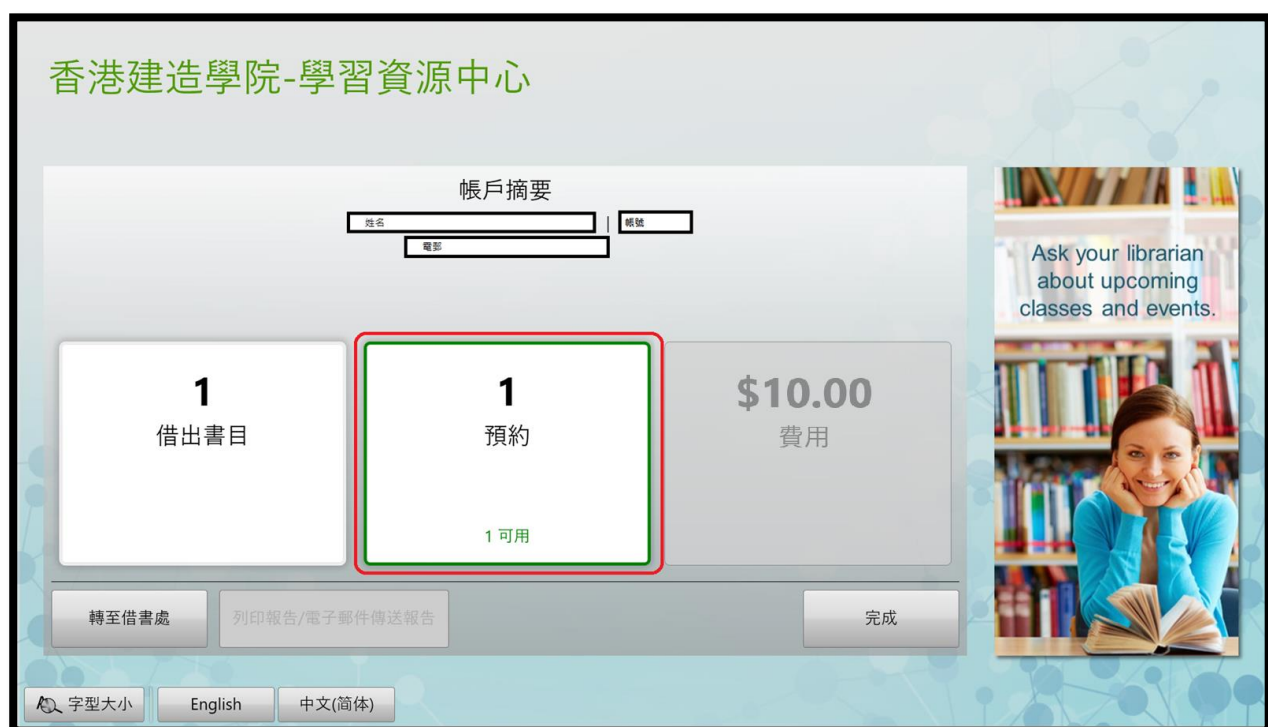 香港建造學院-學習資源中心
帳戶摘要
姓名 | 帳號
電郵
1
借出書目
1
預約
1 可用
$10.00
費用
轉至借書處
列印報告/電子郵件傳送報告
完成
字型大小
English
中文(简体)
Ask your librarian
about upcoming
classes and events.